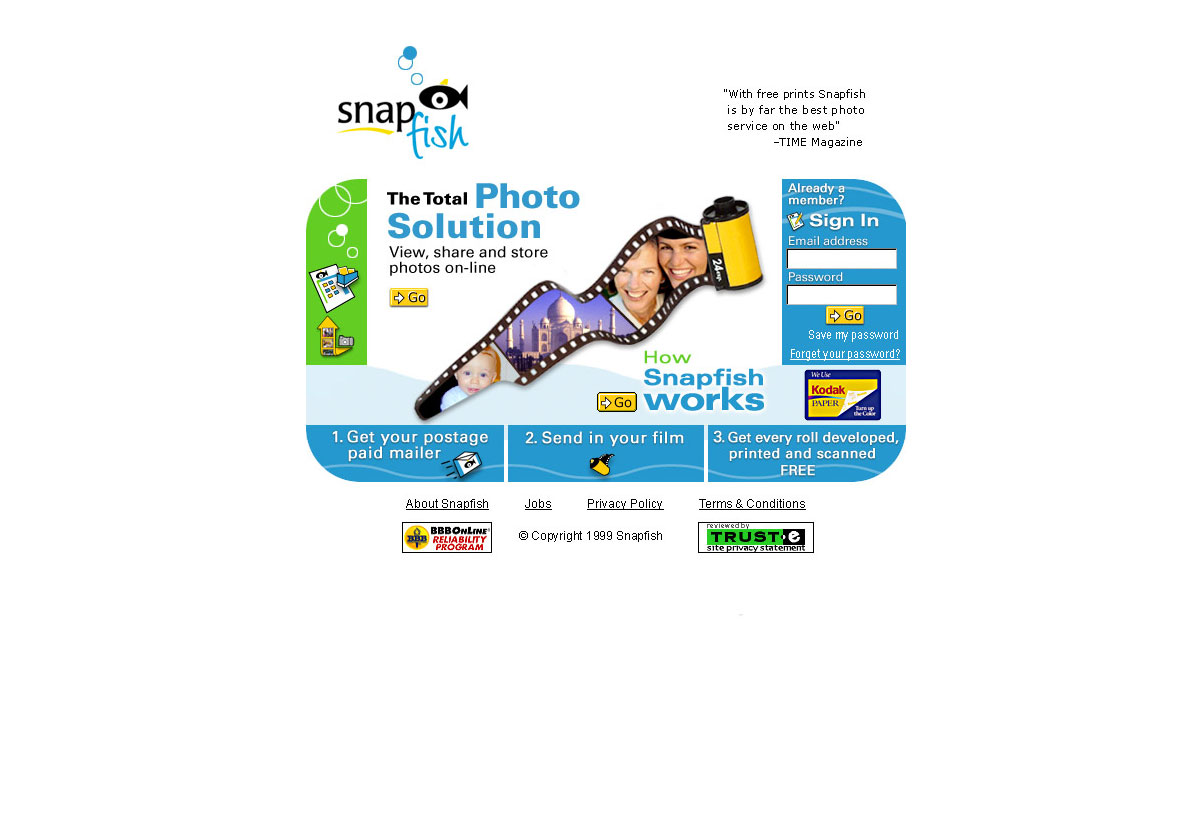 snap
fish
"With free prints Snapfish
is by far the best photo
service on the web"
–TIME Magazine
The Total Photo
Solution
View, share and store
photos on-line
Go
24 exp.
How
Snapfish
works
Go
Already a
member?
Sign In
Email address
Password
Go
Save my password
Forget your password?
We Use
Kodak
PAPER
Turn up
the Color
1. Get your postage
paid mailer
2. Send in your film
3. Get every roll developed,
printed and scanned
FREE
About Snapfish
Jobs
Privacy Policy
Terms & Conditions
BBB
BBBONLINE®
RELIABILITY
PROGRAM
© Copyright 1999 Snapfish
reviewed by
TRUST·e
site privacy statement